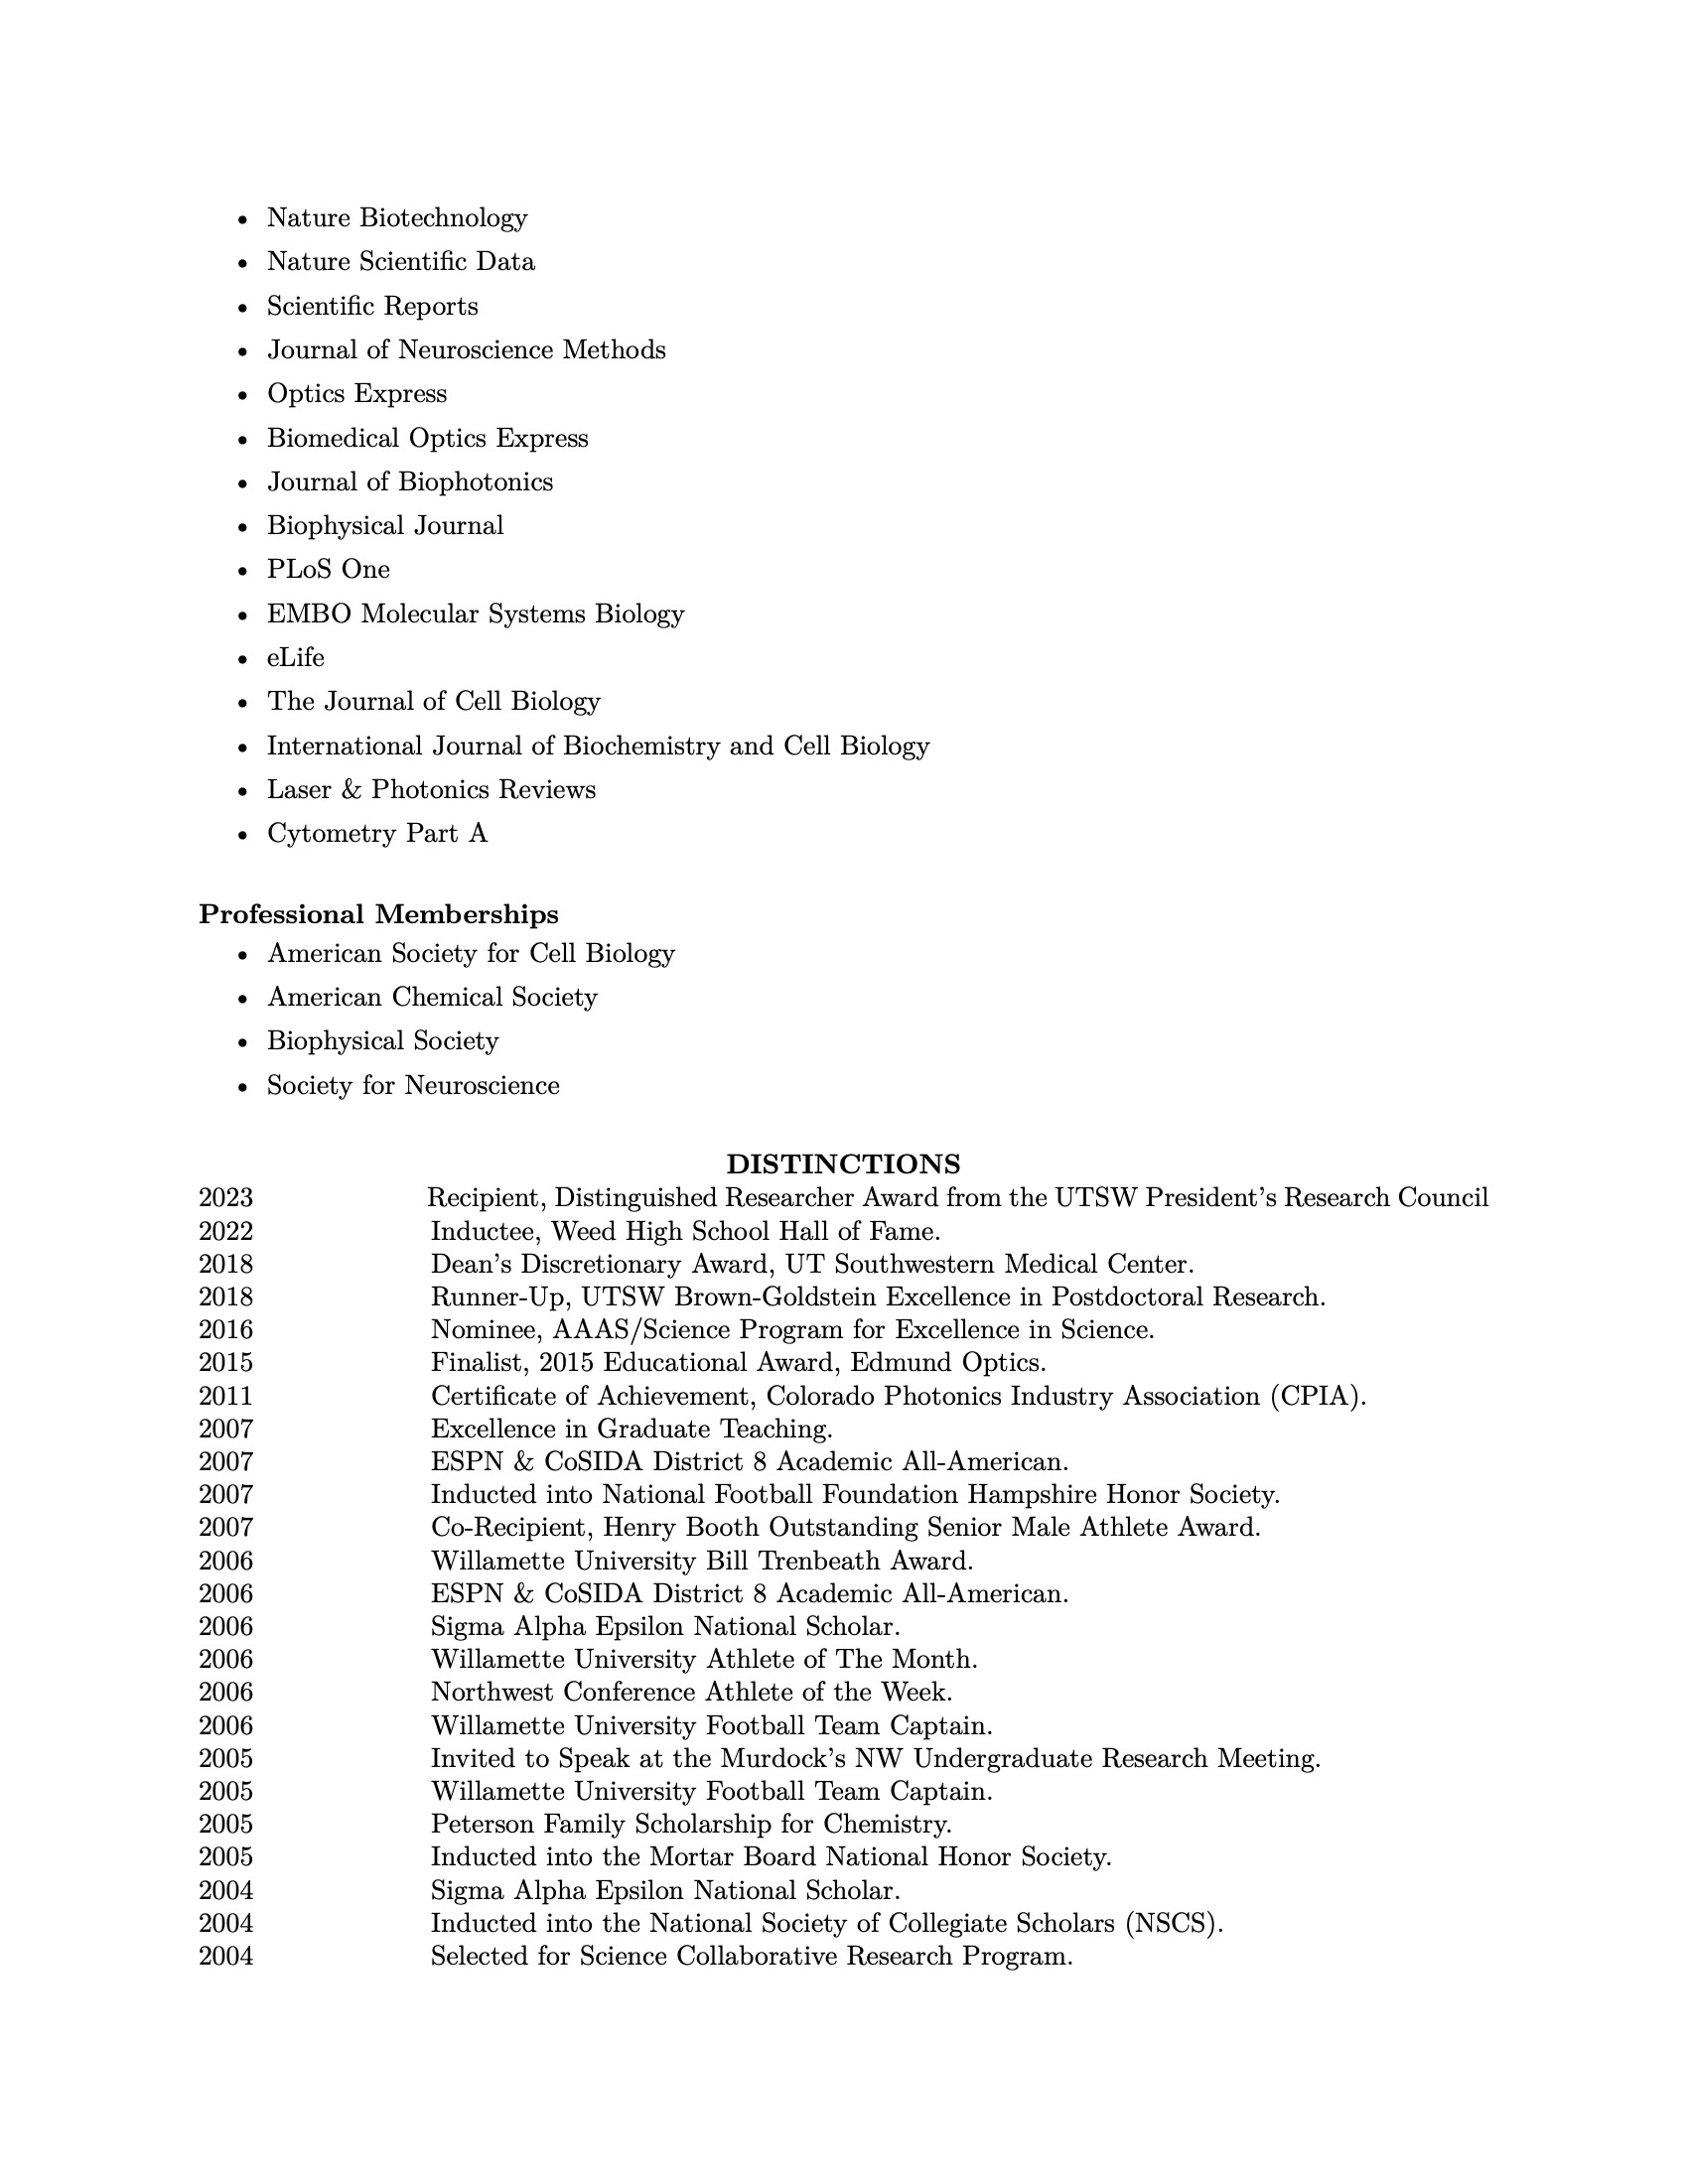 • Nature Biotechnology
• Nature Scientific Data
• Scientific Reports
• Journal of Neuroscience Methods
• Optics Express
• Biomedical Optics Express
• Journal of Biophotonics
• Biophysical Journal
• PLoS One
• EMBO Molecular Systems Biology
• eLife
• The Journal of Cell Biology
• International Journal of Biochemistry and Cell Biology
• Laser & Photonics Reviews
• Cytometry Part A
Professional Memberships
• American Society for Cell Biology
• American Chemical Society
• Biophysical Society
• Society for Neuroscience
DISTINCTIONS
2023 Recipient, Distinguished Researcher Award from the UTSW President’s Research Council
2022 Inductee, Weed High School Hall of Fame.
2018 Dean’s Discretionary Award, UT Southwestern Medical Center.
2018 Runner-Up, UTSW Brown-Goldstein Excellence in Postdoctoral Research.
2016 Nominee, AAAS/Science Program for Excellence in Science.
2015 Finalist, 2015 Educational Award, Edmund Optics.
2011 Certificate of Achievement, Colorado Photonics Industry Association (CPIA).
2007 Excellence in Graduate Teaching.
2007 ESPN & CoSIDA District 8 Academic All-American.
2007 Inducted into National Football Foundation Hampshire Honor Society.
2007 Co-Recipient, Henry Booth Outstanding Senior Male Athlete Award.
2006 Willamette University Bill Trenbeath Award.
2006 ESPN & CoSIDA District 8 Academic All-American.
2006 Sigma Alpha Epsilon National Scholar.
2006 Willamette University Athlete of The Month.
2006 Northwest Conference Athlete of the Week.
2006 Willamette University Football Team Captain.
2005 Invited to Speak at the Murdock’s NW Undergraduate Research Meeting.
2005 Willamette University Football Team Captain.
2005 Peterson Family Scholarship for Chemistry.
2005 Inducted into the Mortar Board National Honor Society.
2004 Sigma Alpha Epsilon National Scholar.
2004 Inducted into the National Society of Collegiate Scholars (NSCS).
2004 Selected for Science Collaborative Research Program.